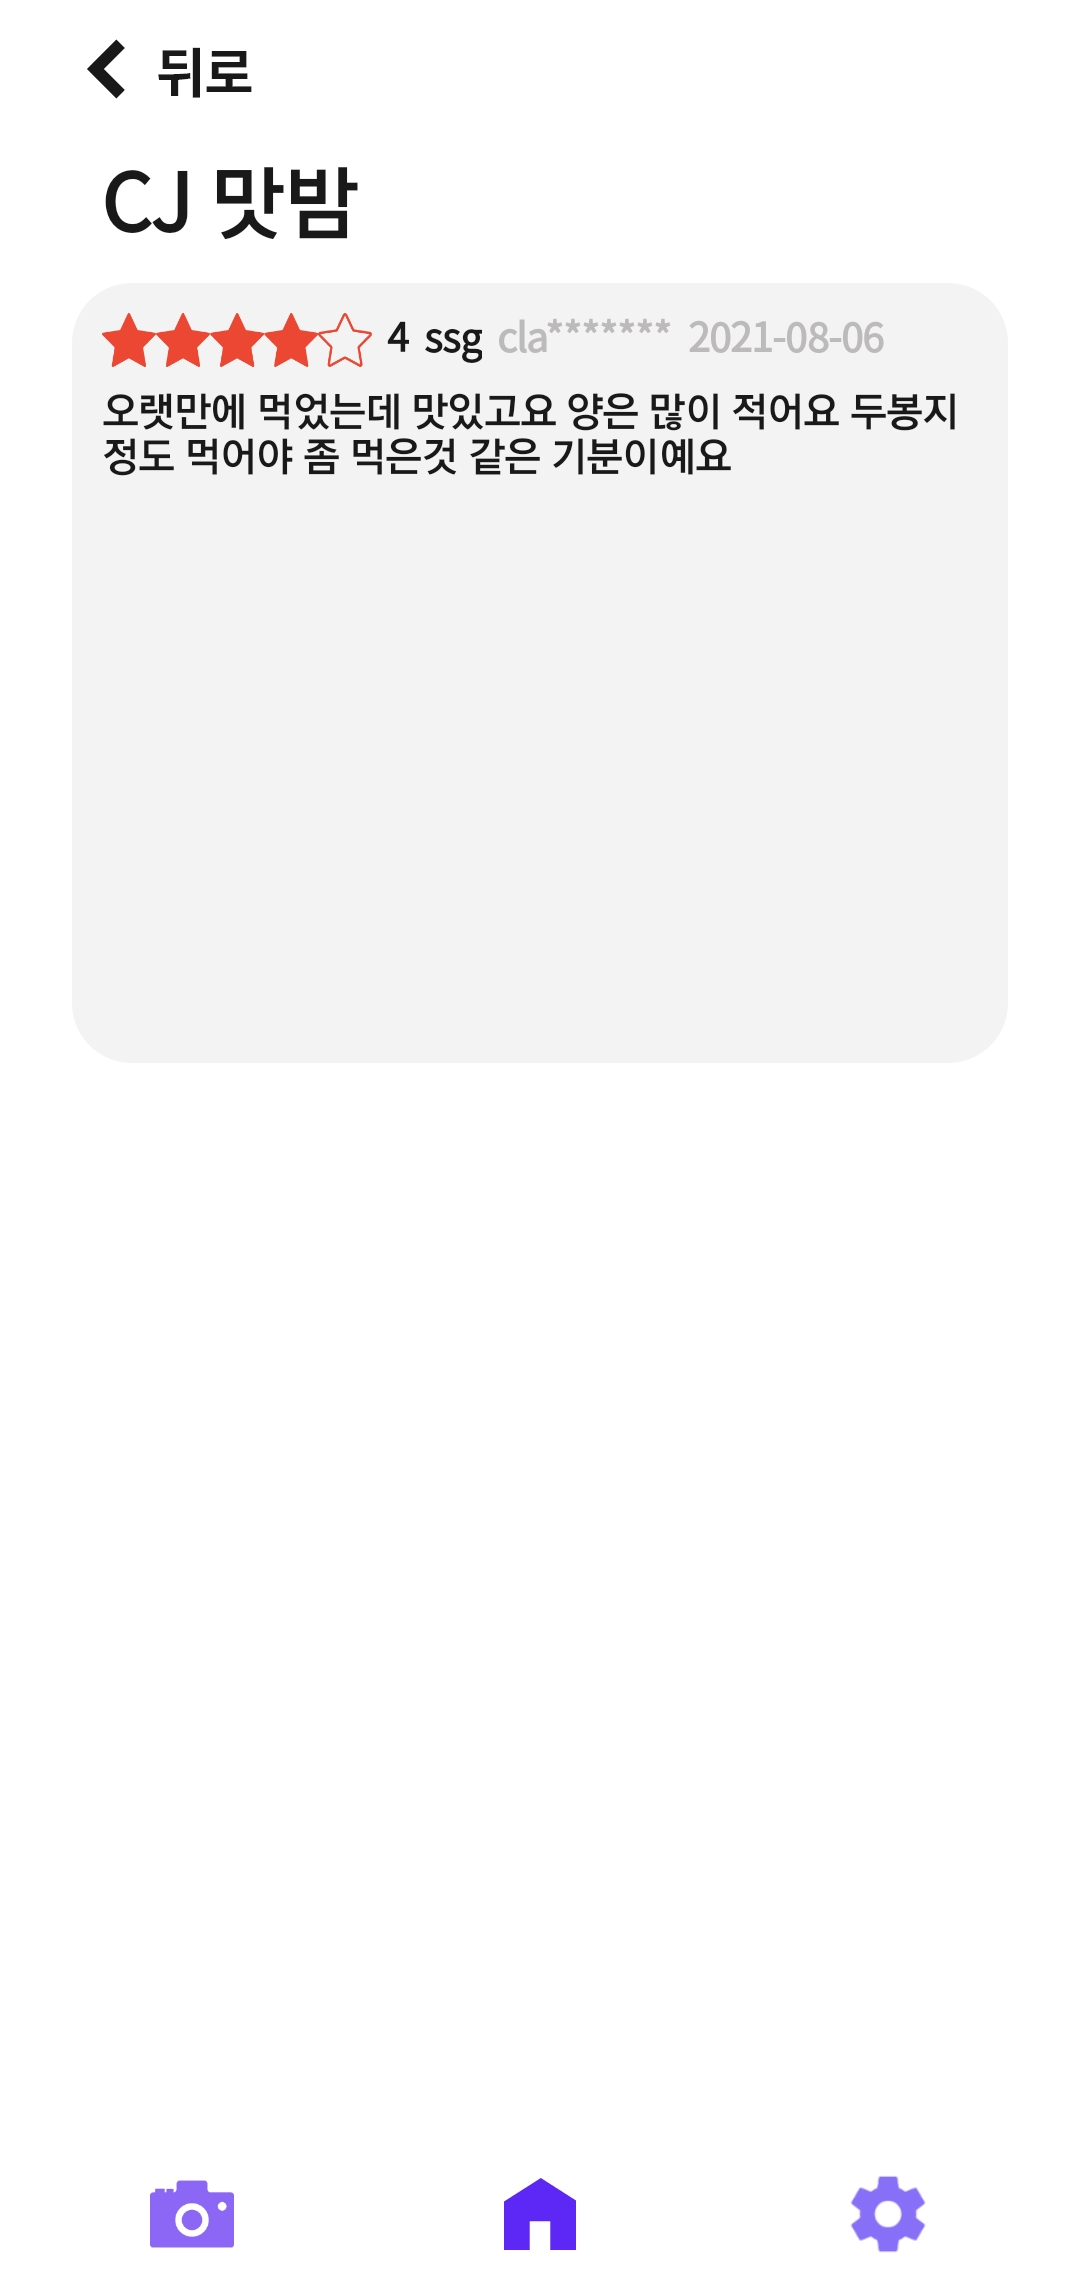 뒤로
CJ 맛밤
4 ssg cla******* 2021-08-06
오랫만에 먹었는데 맛있고요 양은 많이 적어요 두봉지
정도 먹어야 좀 먹은것 같은 기분이예요